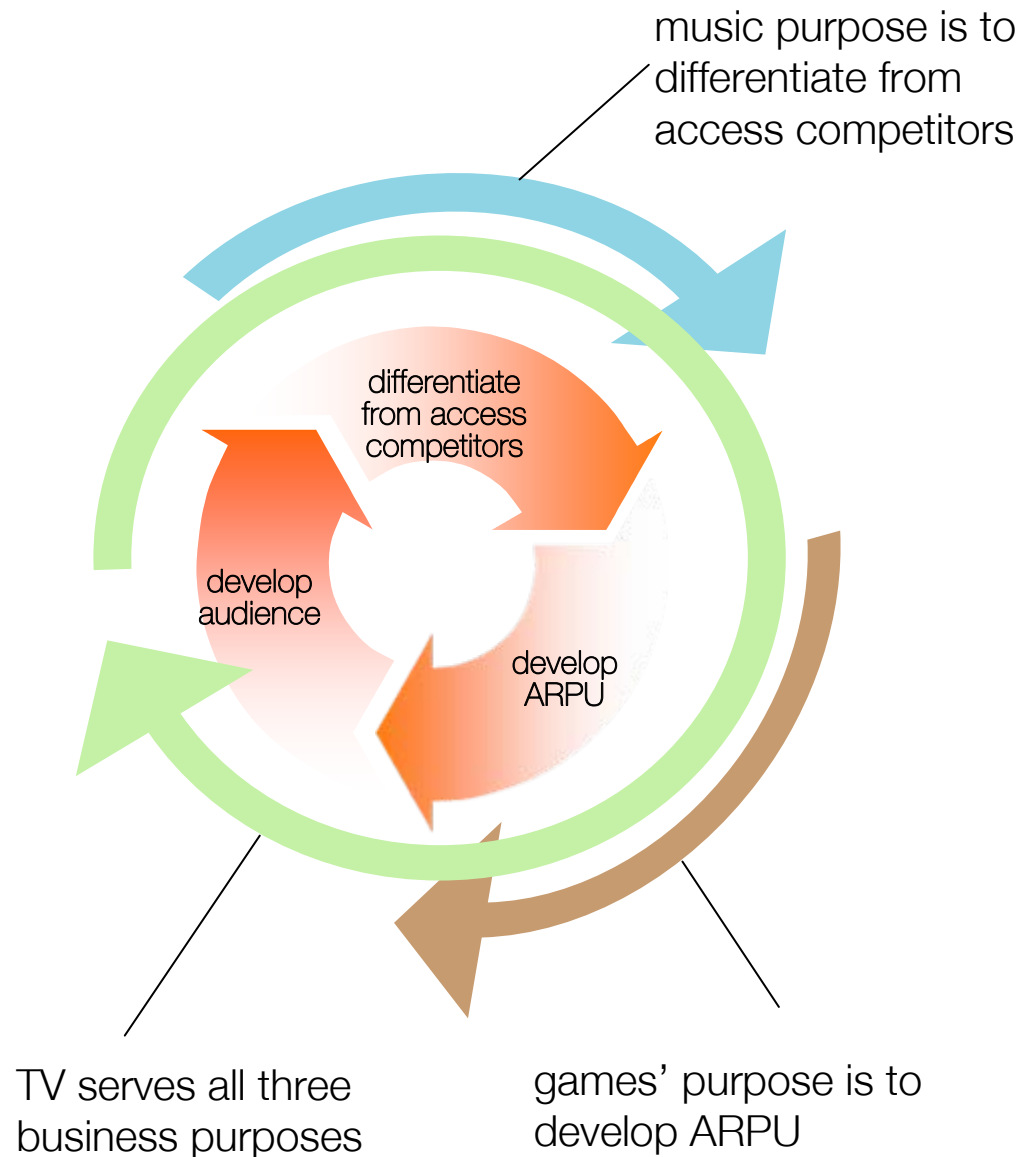 music purpose is to
differentiate from
access competitors
differentiate
from access
competitors
develop
audience
develop
ARPU
TV serves all three
business purposes
games’ purpose is to
develop ARPU